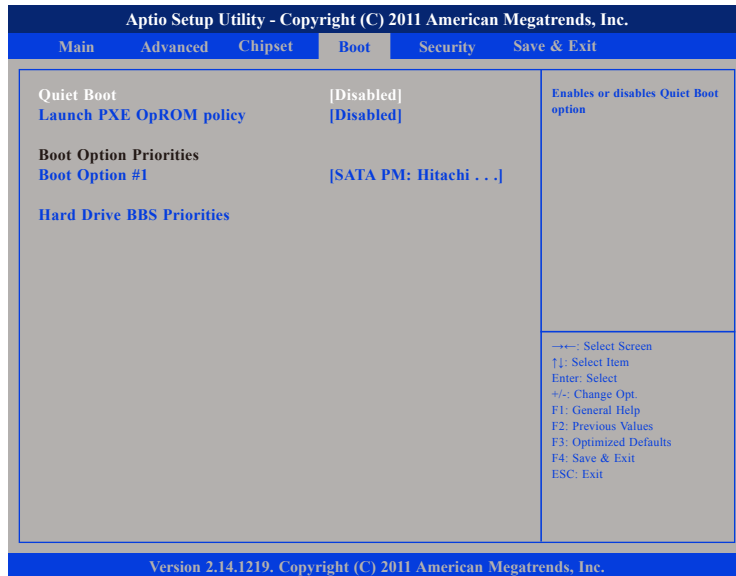 Aptio Setup Utility - Copyright (C) 2011 American Megatrends, Inc.
Main Advanced Chipset Boot Security Save & Exit
Quiet Boot [Disabled]
Launch PXE OpROM policy [Disabled]
Boot Option Priorities
Boot Option #1 [SATA PM: Hitachi . . .]
Hard Drive BBS Priorities
Enables or disables Quiet Boot
option
→←: Select Screen
↑↓: Select Item
Enter: Select
+/-: Change Opt.
F1: General Help
F2: Previous Values
F3: Optimized Defaults
F4: Save & Exit
ESC: Exit
Version 2.14.1219. Copyright (C) 2011 American Megatrends, Inc.